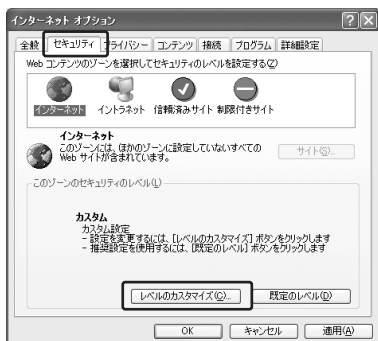 インターネット オプション
全般 セキュリティ プライバシー コンテンツ 接続 プログラム 詳細設定
Web コンテンツのゾーンを選択してセキュリティのレベルを設定する(Z)
インターネット イントラネット 信頼済みサイト 制限付きサイト
インターネット
このゾーンには、ほかのゾーンに設定していないすべての
Web サイトが含まれています。
サイト(S)...
このゾーンのセキュリティのレベル(L)
カスタム
カスタム設定
- 設定を変更するには、[レベルのカスタマイズ] ボタンをクリックします
- 推奨設定を使用するには、[既定のレベル] ボタンをクリックします
レベルのカスタマイズ(C)... 既定のレベル(D)
OK キャンセル 適用(A)